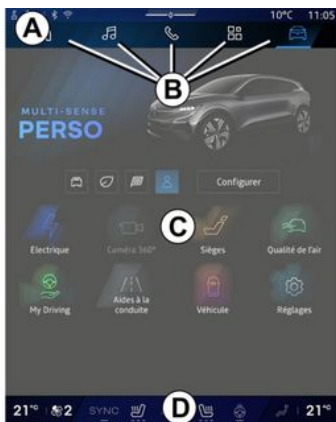 10°C 11:05
A
B
MULTI-SENSE
PERSO
Configurer
C
Electrique
Caméra 360°
Sièges
Qualité de l'air
My Driving
Aides à la
conduite
Véhicule
Réglages
21°° 2 SYNC D 21°°